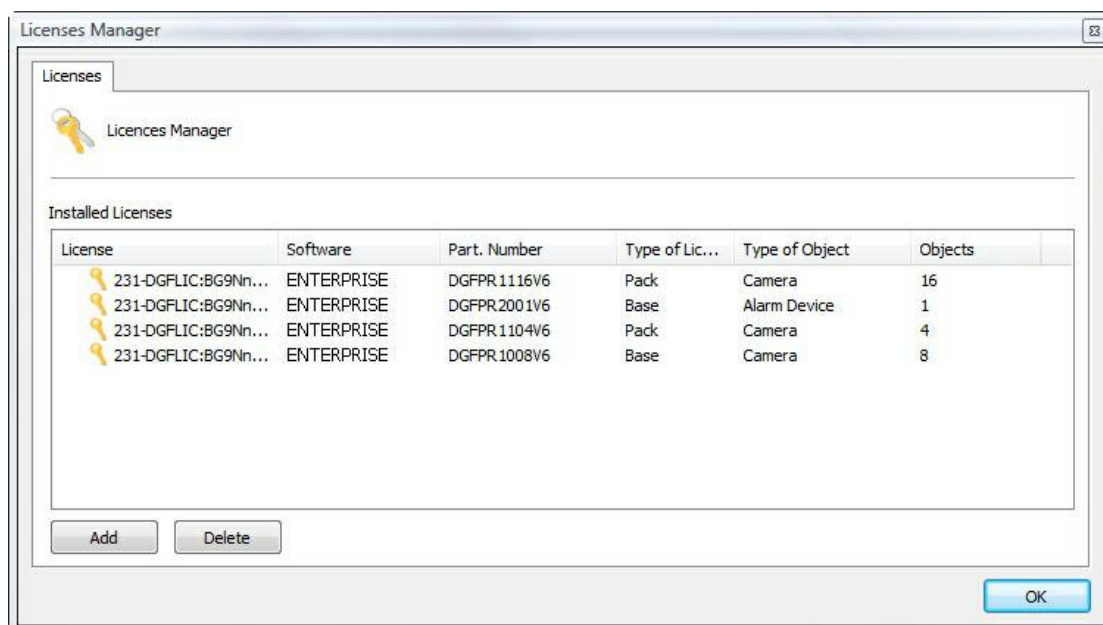 Licenses Manager
Licenses
Licences Manager
Installed Licenses
License Software Part. Number Type of Lic... Type of Object Objects
231-DGFLIC:BG9Nn... ENTERPRISE DGFPR1116V6 Pack Camera 16
231-DGFLIC:BG9Nn... ENTERPRISE DGFPR2001V6 Base Alarm Device 1
231-DGFLIC:BG9Nn... ENTERPRISE DGFPR1104V6 Pack Camera 4
231-DGFLIC:BG9Nn... ENTERPRISE DGFPR1008V6 Base Camera 8
Add Delete
OK